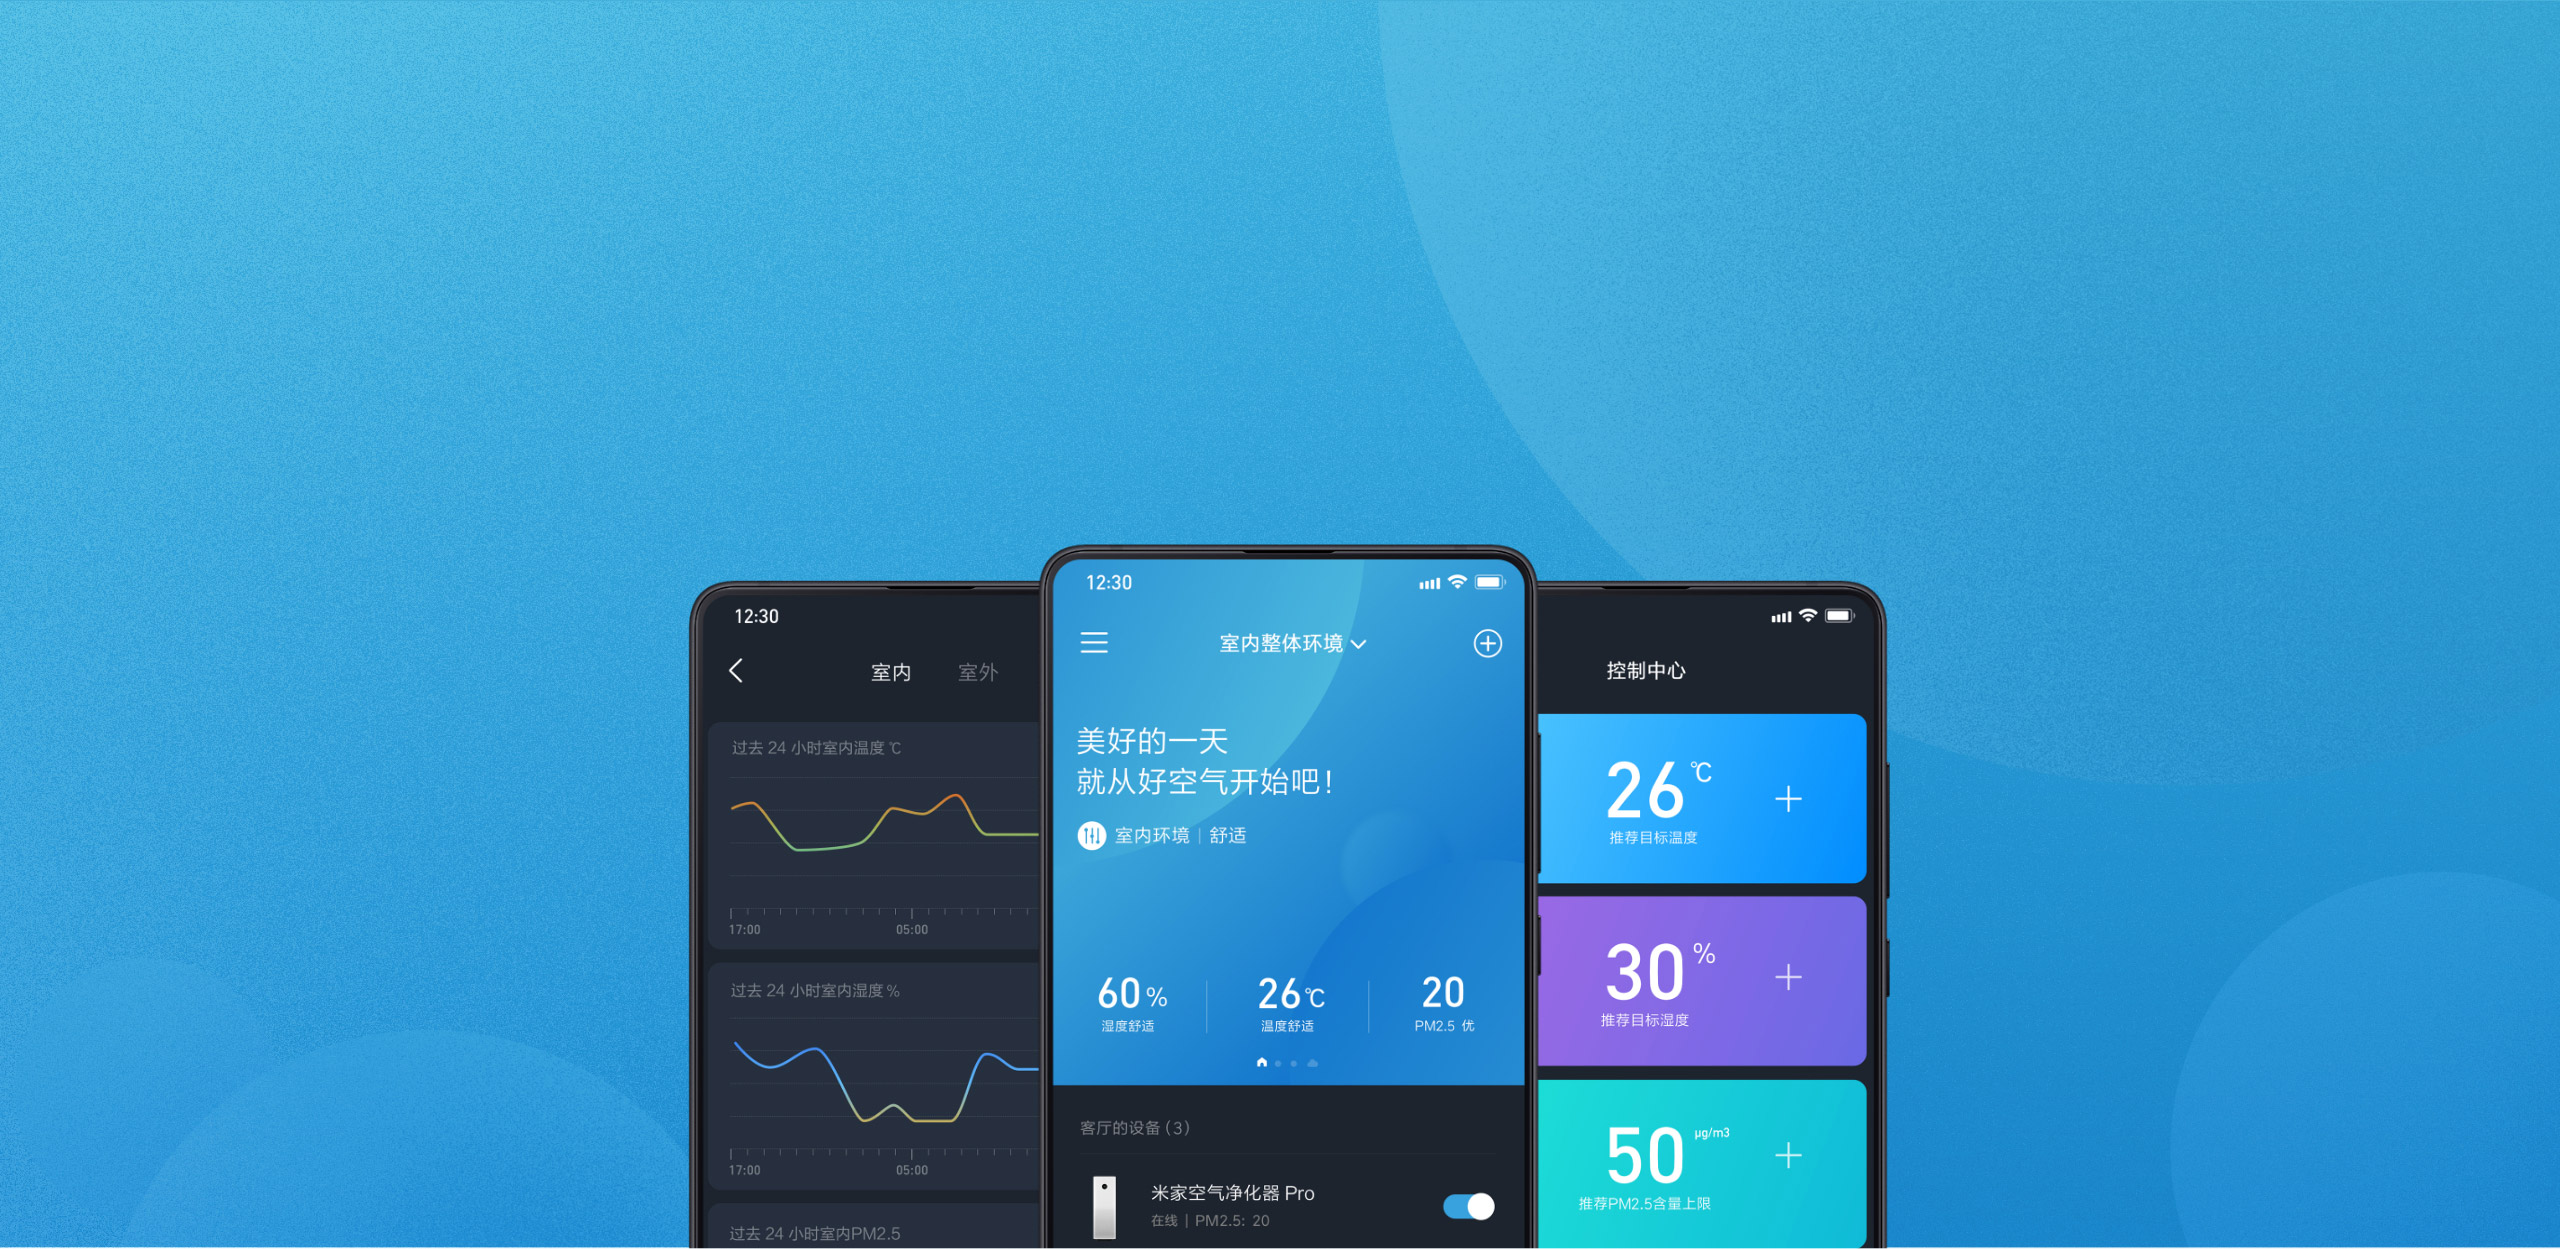 12:30
室内 室外
过去 24 小时室内温度 ℃
17:00 05:00
过去 24 小时室内湿度 %
17:00 05:00
过去 24 小时室内PM2.5
12:30
室内整体环境
美好的一天
就从好空气开始吧！
室内环境 | 舒适
60 % 26 ℃ 20
湿度舒适 温度舒适 PM2.5 优
客厅的设备（3）
米家空气净化器 Pro
在线 | PM2.5: 20
控制中心
26 ℃ +
推荐目标温度
30 % +
推荐目标湿度
50 μg/m3 +
推荐PM2.5含量上限